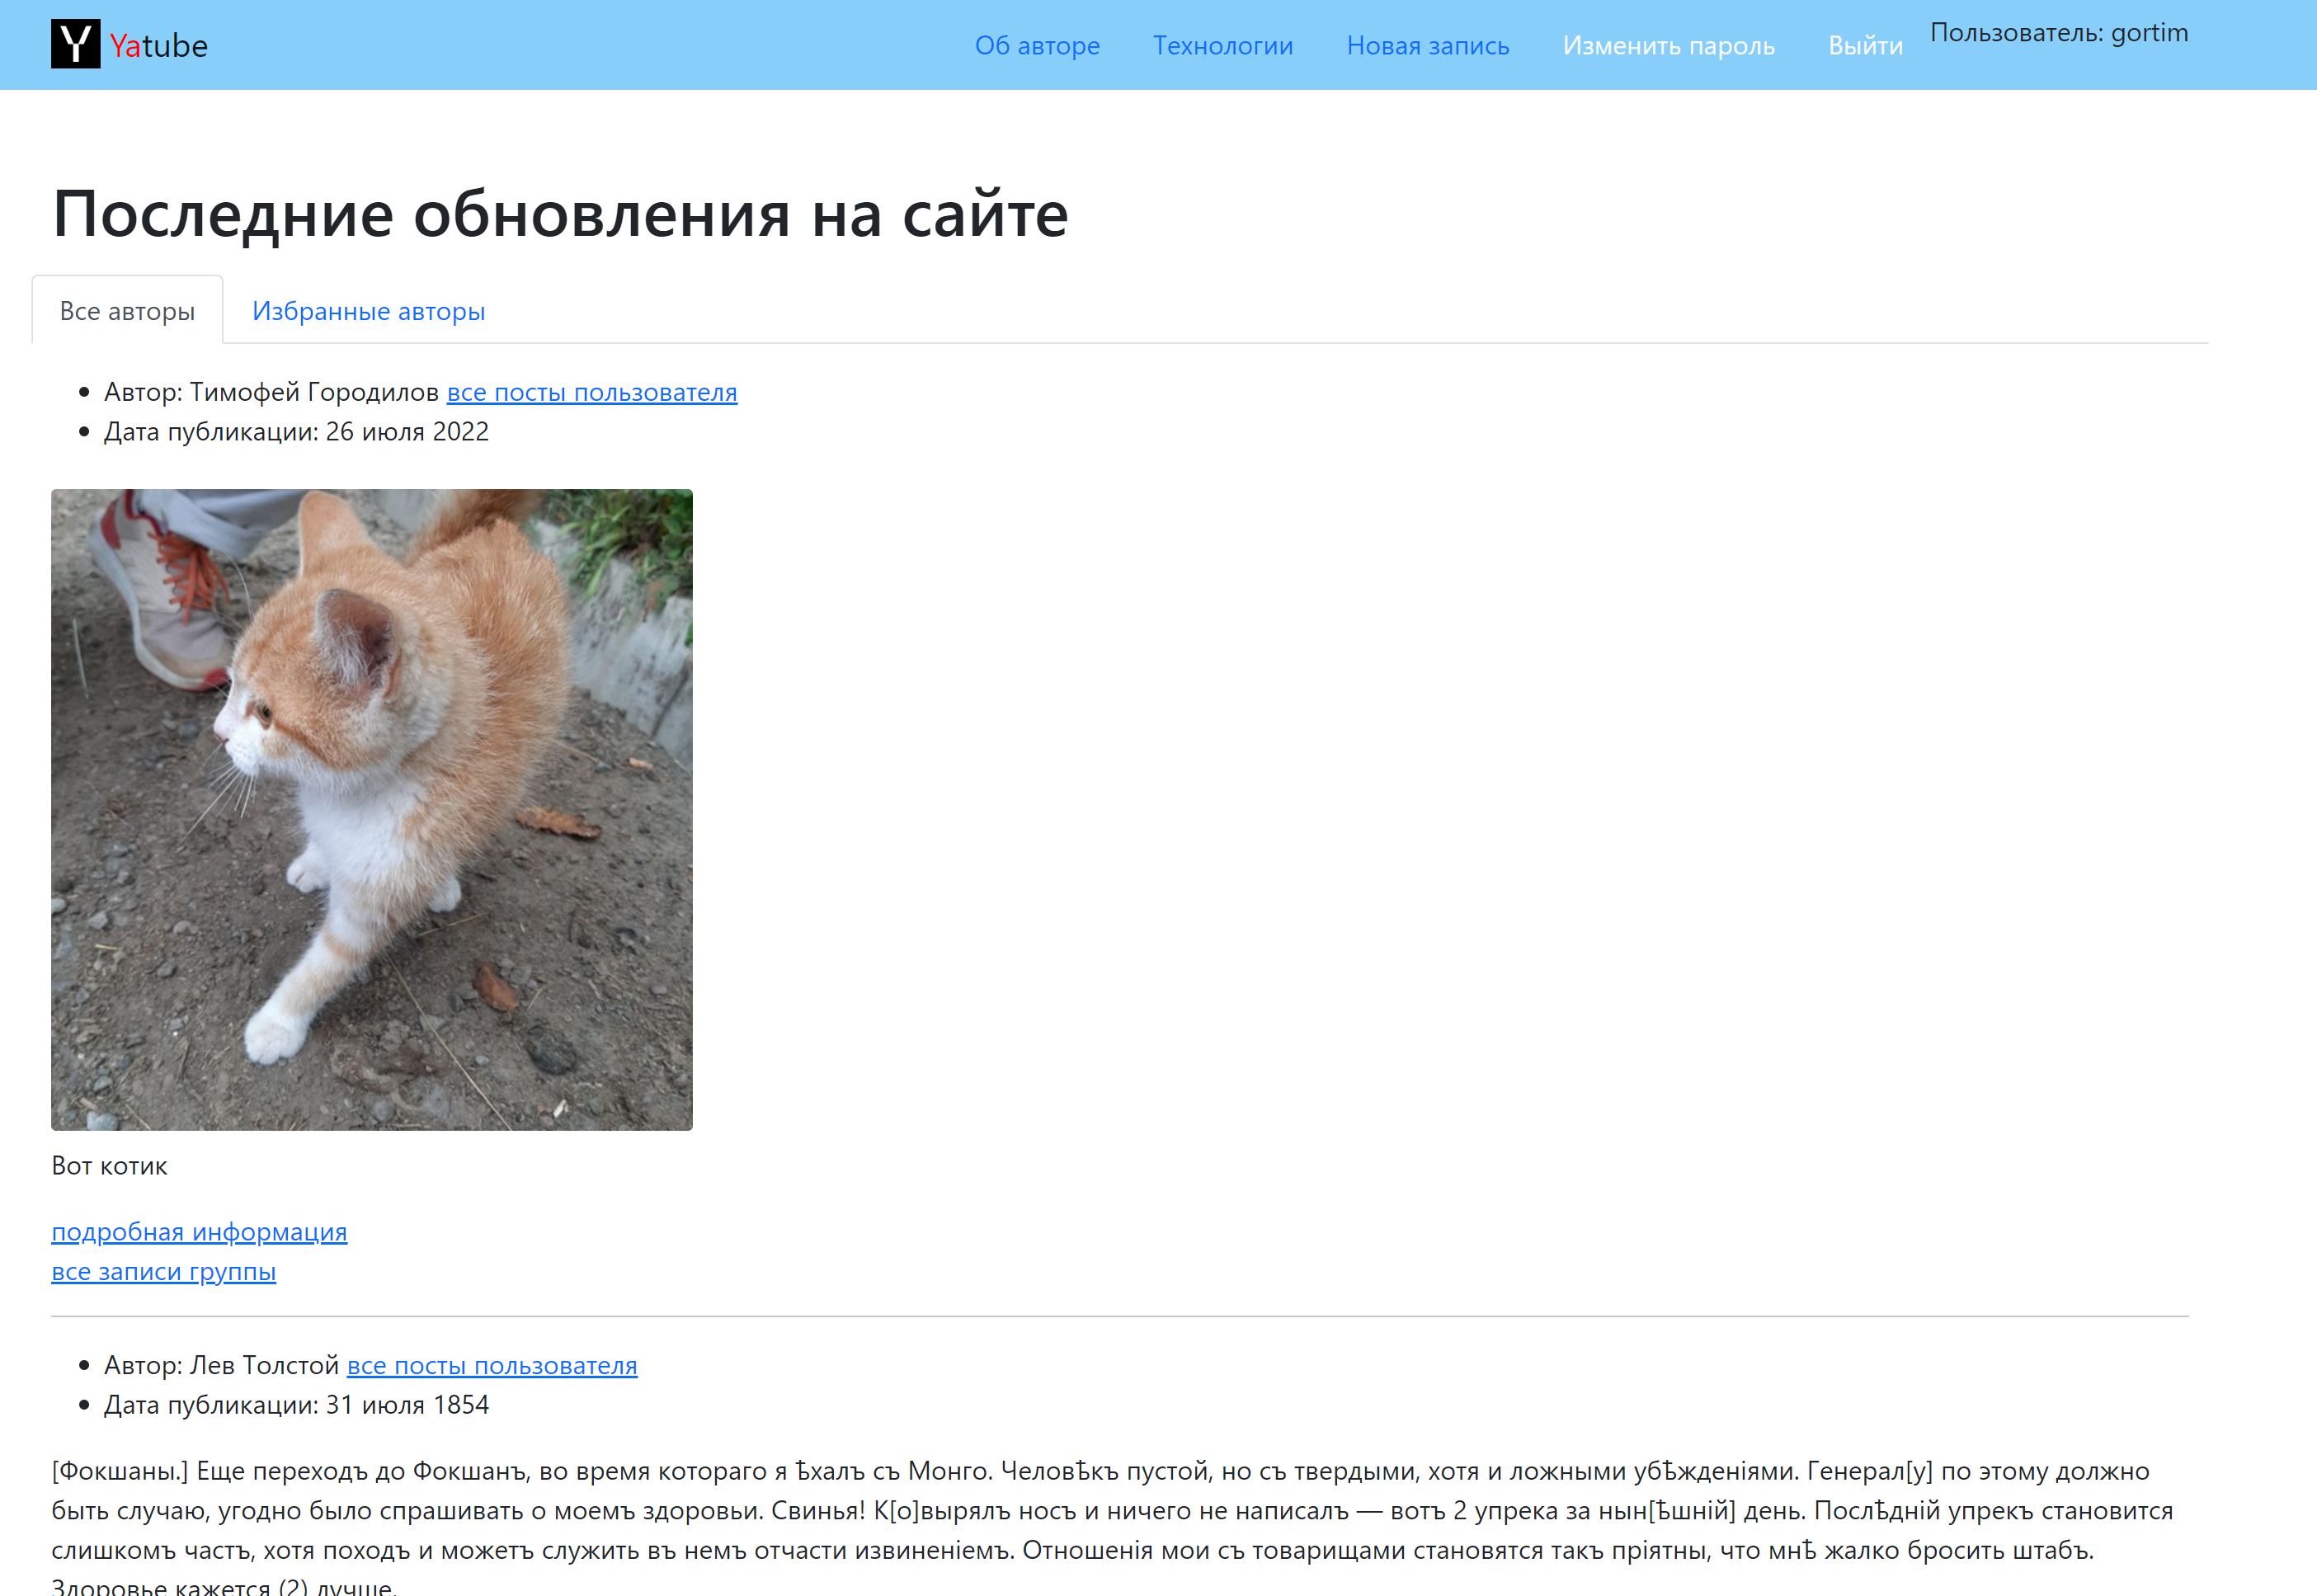 Y Yatube Об авторе Технологии Новая запись Изменить пароль Выйти Пользователь: gortim
Последние обновления на сайте
Все авторы Избранные авторы
Автор: Тимофей Городилов все посты пользователя
Дата публикации: 26 июля 2022
Вот котик
подробная информация
все записи группы
Автор: Лев Толстой все посты пользователя
Дата публикации: 31 июля 1854
[Фокшаны.] Еще переходъ до Фокшанъ, во время котораго я ѣхалъ съ Монго. Человѣкъ пустой, но съ твердыми, хотя и ложными убѣжденіями. Генерал[у] по этому должно
быть случаю, угодно было спрашивать о моемъ здоровьи. Свинья! К[о]вырялъ носъ и ничего не написалъ — вотъ 2 упрека за нын[ѣшній] день. Послѣдній упрекъ становится
слишкомъ частъ, хотя походъ и можетъ служить въ немъ отчасти извиненіемъ. Отношенія мои съ товарищами становятся такъ пріятны, что мнѣ жалко бросить штабъ.
Здоровье кажется (2) лучше.